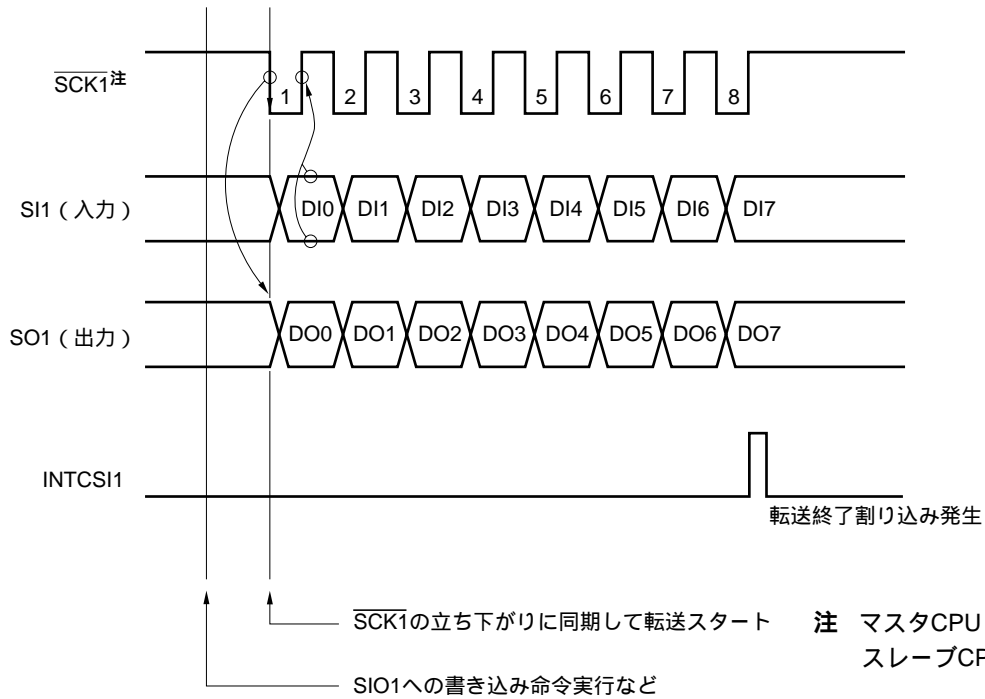 SCK1注
1 2 3 4 5 6 7 8
SI1（入力）
DI0 DI1 DI2 DI3 DI4 DI5 DI6 DI7
SO1（出力）
DO0 DO1 DO2 DO3 DO4 DO5 DO6 DO7
INTCSI1
転送終了割り込み発生
SCK1の立ち下がりに同期して転送スタート
注 マスタCPU
スレーブCP
SIO1への書き込み命令実行など